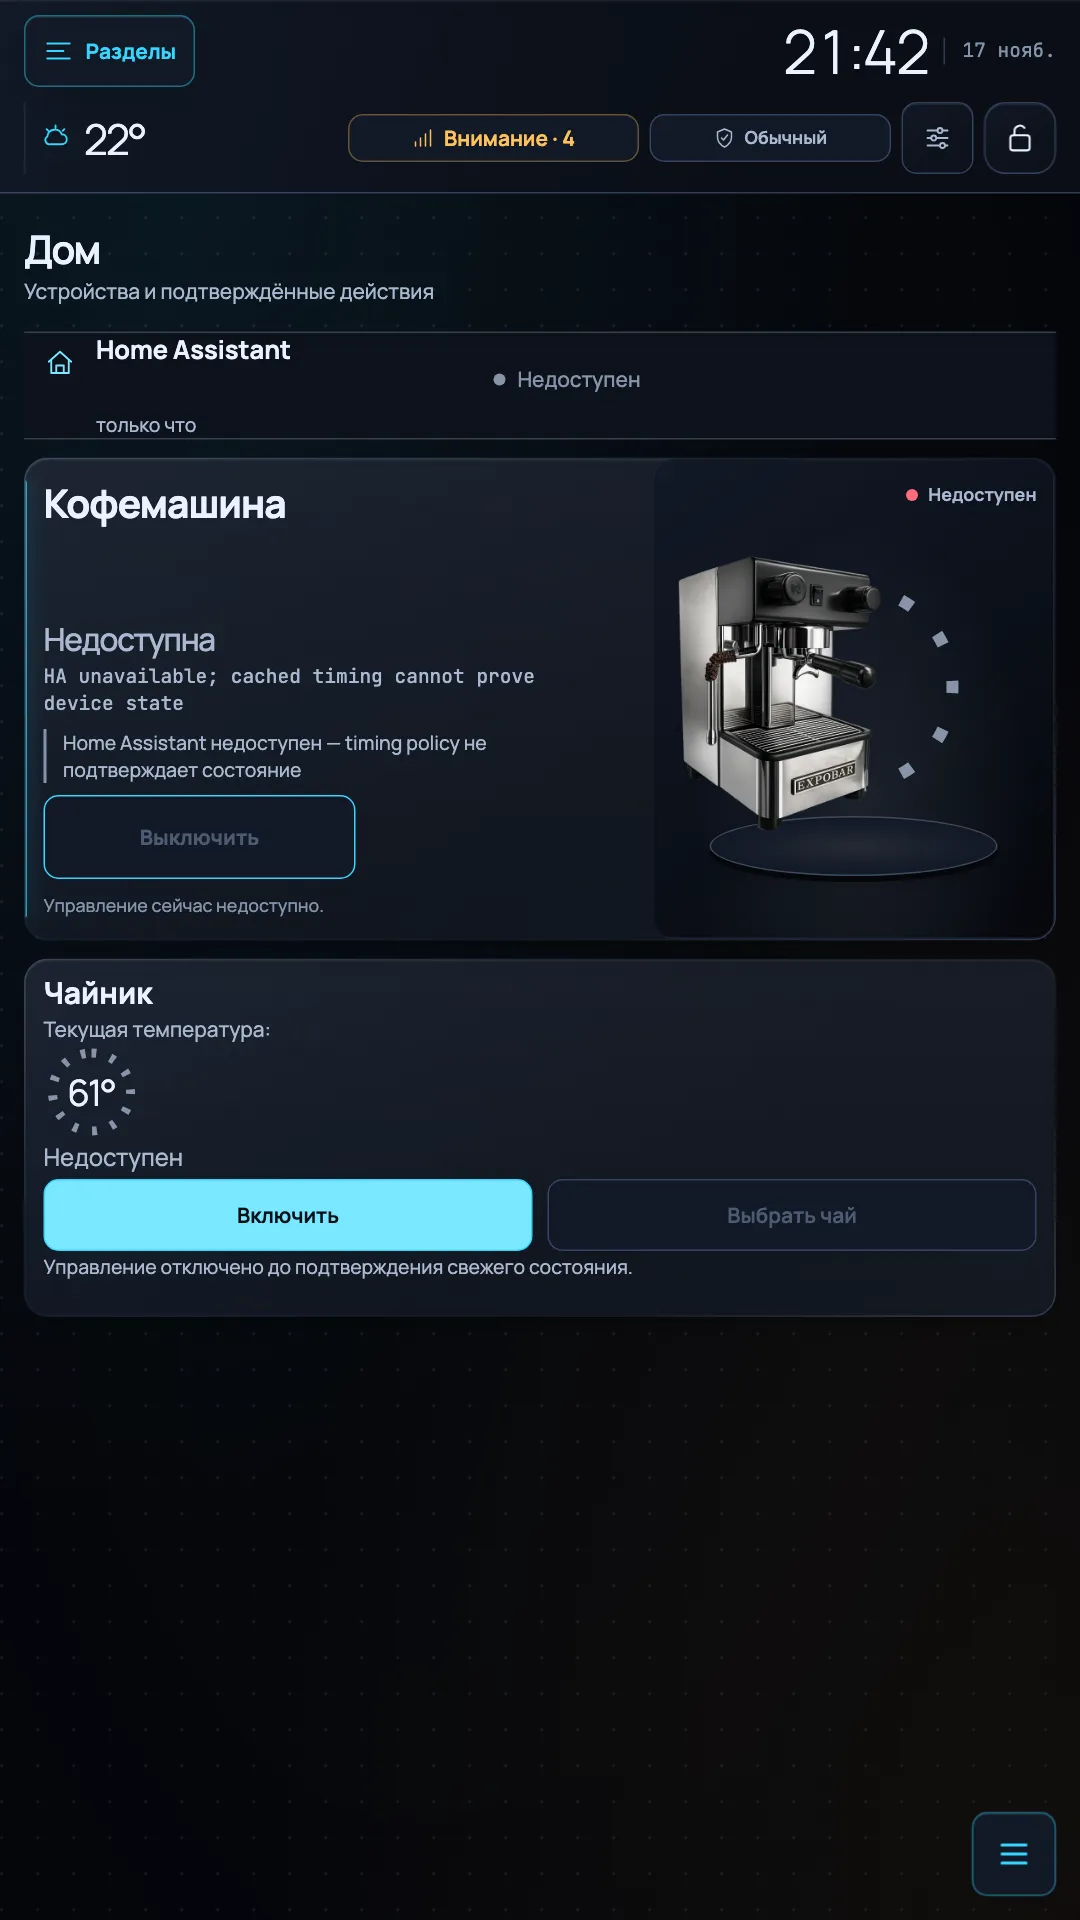 Разделы
21:42
17 нояб.
22°
Внимание · 4
Обычный
Дом
Устройства и подтверждённые действия
Home Assistant
Недоступен
только что
Кофемашина
Недоступен
Недоступна
HA unavailable; cached timing cannot prove
device state
Home Assistant недоступен — timing policy не
подтверждает состояние
EXPOBAR
Выключить
Управление сейчас недоступно.
Чайник
Текущая температура:
61°
Недоступен
Включить
Выбрать чай
Управление отключено до подтверждения свежего состояния.